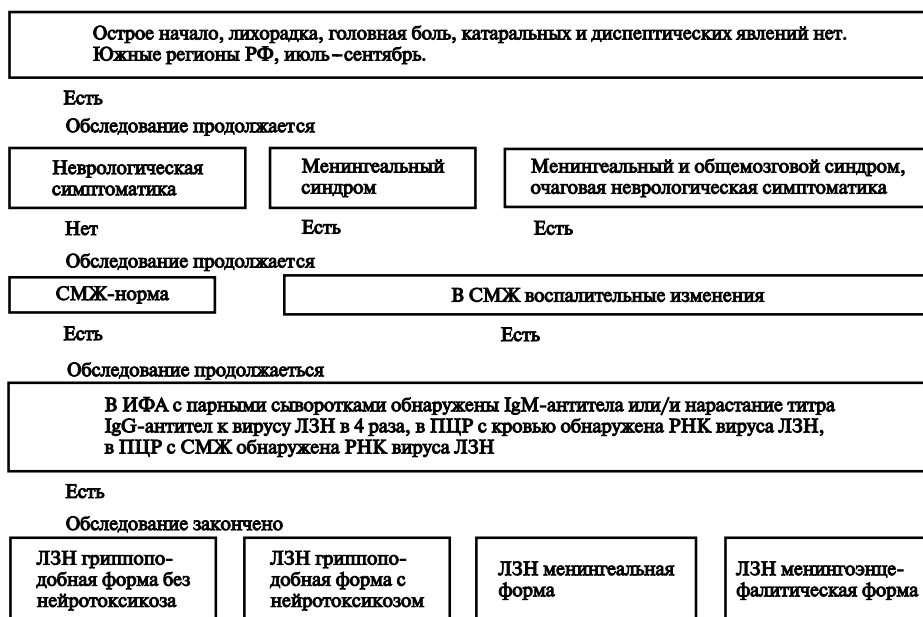 Острое начало, лихорадка, головная боль, катаральных и диспептических явлений нет.
Южные регионы РФ, июль–сентябрь.
Есть
Обследование продолжается
Неврологическая
симптоматика
Менингеальный
синдром
Менингеальный и общемозговой синдром,
очаговая неврологическая симптоматика
Нет
Есть
Есть
Обследование продолжается
СМЖ-норма
В СМЖ воспалительные изменения
Есть
Есть
Обследование продолжаеться
В ИФА с парными сыворотками обнаружены IgM-антитела или/и нарастание титра
IgG-антител к вирусу ЛЗН в 4 раза, в ПЦР с кровью обнаружена РНК вируса ЛЗН,
в ПЦР с СМЖ обнаружена РНК вируса ЛЗН
Есть
Обследование закончено
ЛЗН гриппопо-
добная форма без
нейротоксикоза
ЛЗН гриппопо-
добная форма с
нейротоксикозом
ЛЗН менингеальная
форма
ЛЗН менингоэнце-
фалитическая форма